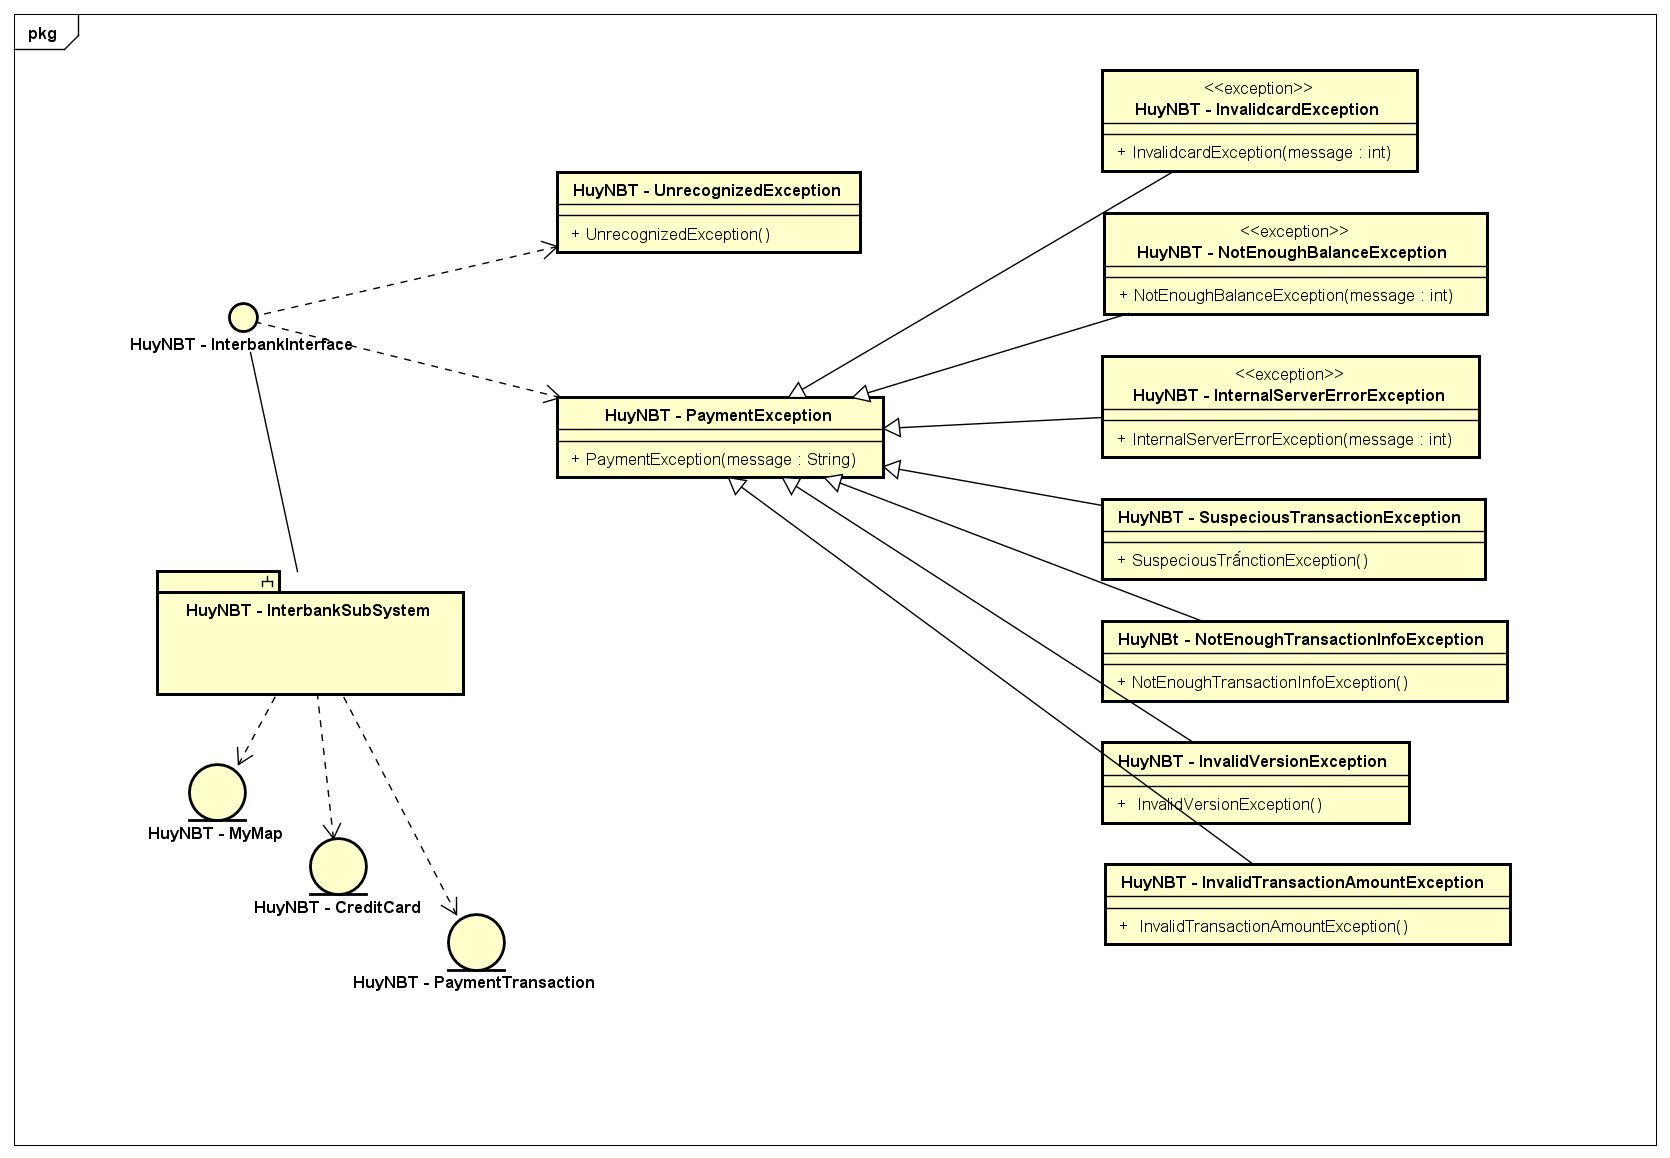 pkg
<<exception>>
HuyNBT - InvalidcardException
+ InvalidcardException(message : int)
HuyNBT - UnrecognizedException
+ UnrecognizedException()
<<exception>>
HuyNBT - NotEnoughBalanceException
+ NotEnoughBalanceException(message : int)
HuyNBT - InterbankInterface
<<exception>>
HuyNBT - InternalServerErrorException
+ InternalServerErrorException(message : int)
HuyNBT - PaymentException
+ PaymentException(message : String)
HuyNBT - SuspeciousTransactionException
+ SuspeciousTrấnctionException()
HuyNBT - InterbankSubSystem
HuyNBt - NotEnoughTransactionInfoException
+ NotEnoughTransactionInfoException()
HuyNBT - InvalidVersionException
+ InvalidVersionException()
HuyNBT - MyMap
HuyNBT - CreditCard
HuyNBT - InvalidTransactionAmountException
+ InvalidTransactionAmountException()
HuyNBT - PaymentTransaction